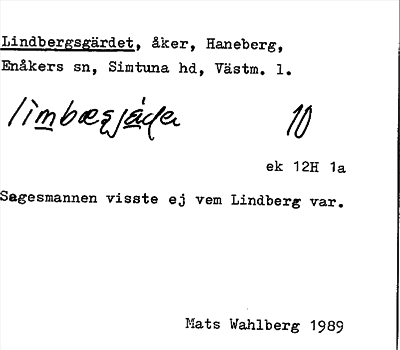 Lindbergsgärdet, åker, Haneberg,
Enåkers sn, Simtuna hd, Västm. l.
limbæsjäde 10
ek 12H 1a
Sagesmannen visste ej vem Lindberg var.
Mats Wahlberg 1989